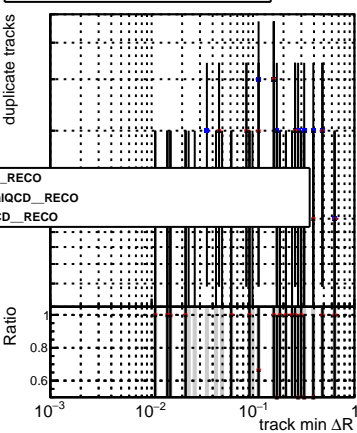 duplicate tracks
_RECO
IQCD__RECO
D__RECO
Ratio
1
0.8
0.6
10⁻³ 10⁻² 10⁻¹ 1
track min ΔR